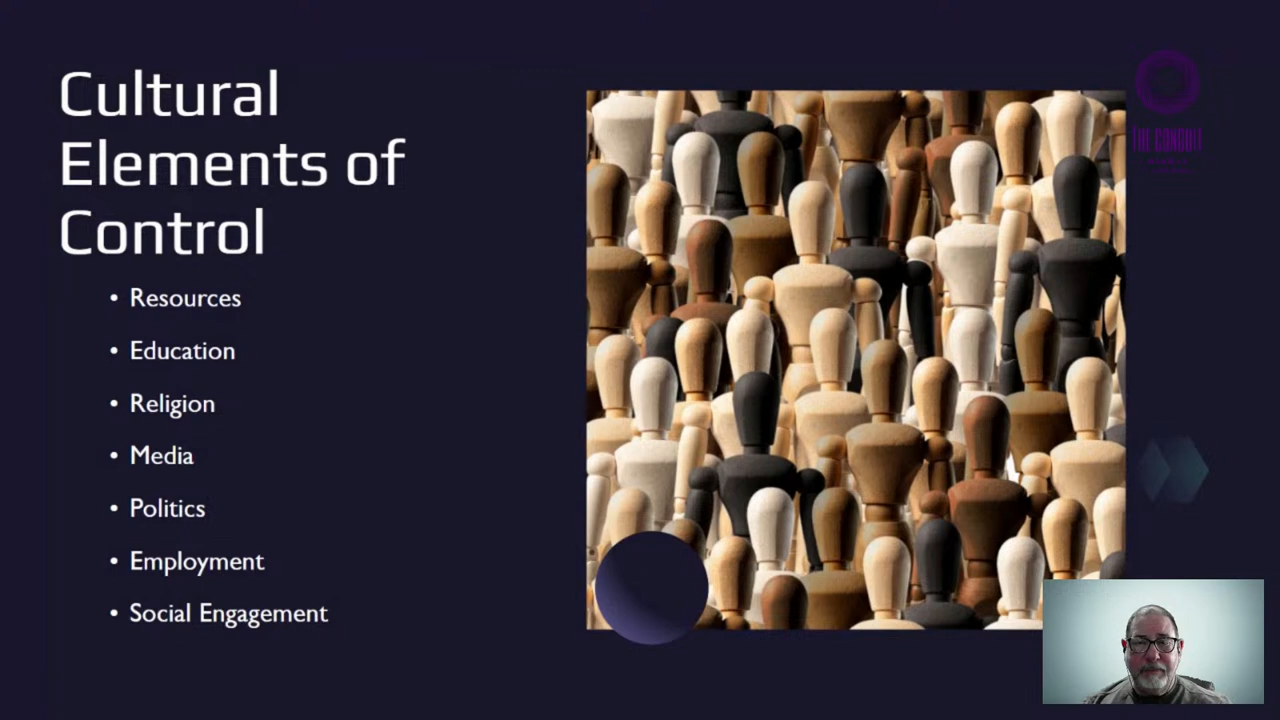 Cultural
Elements of
Control
• Resources
• Education
• Religion
• Media
• Politics
• Employment
• Social Engagement
THE CONDUIT